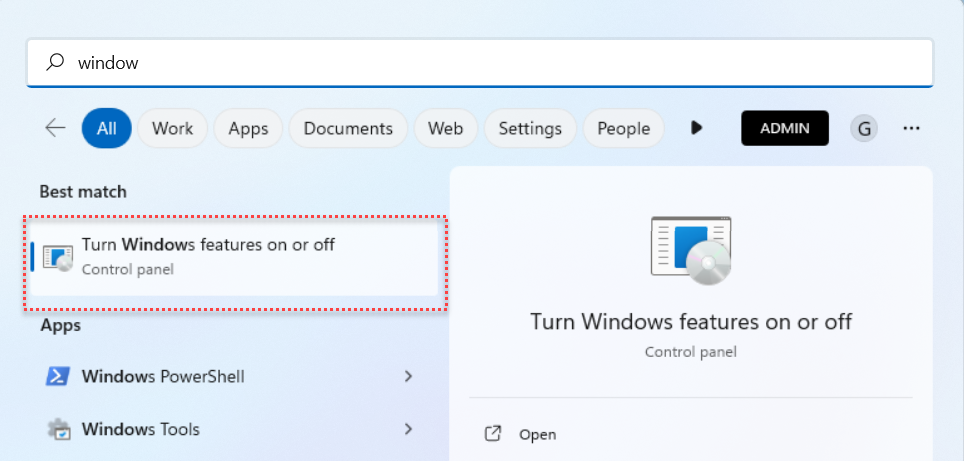 window
All Work Apps Documents Web Settings People ADMIN G ...
Best match
Turn Windows features on or off
Control panel
Apps
Windows PowerShell
Windows Tools
Turn Windows features on or off
Control panel
Open